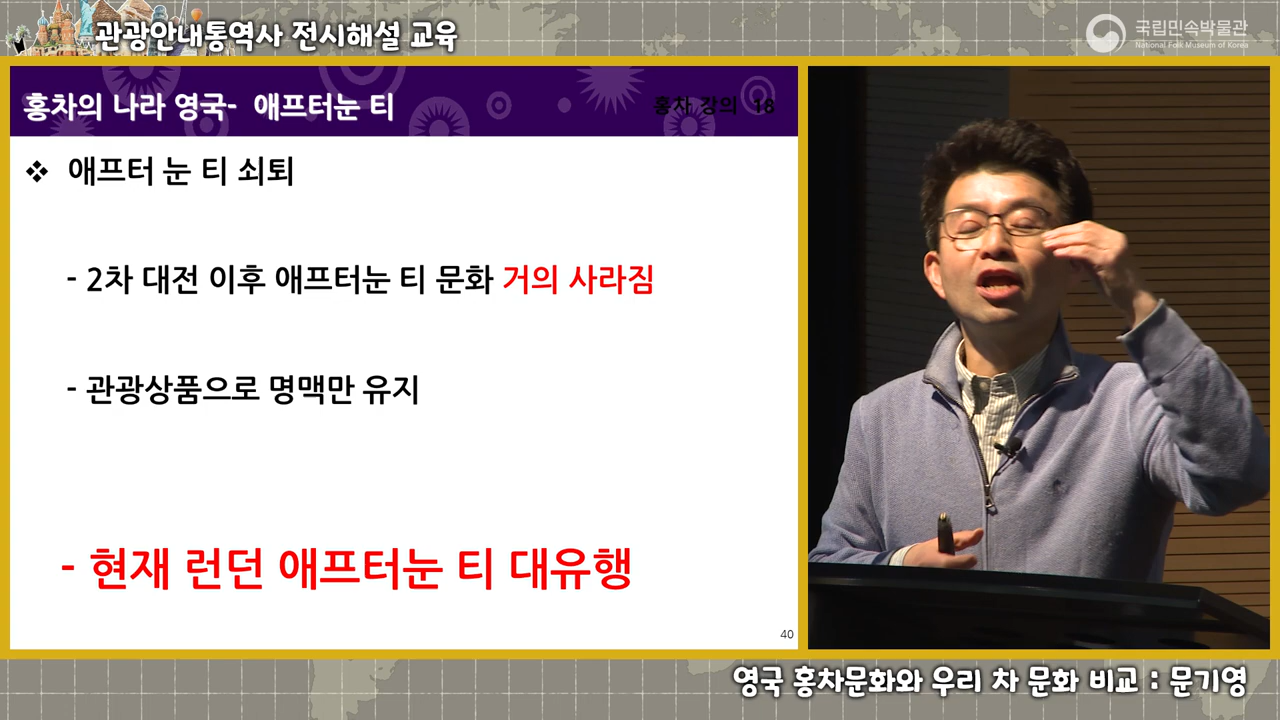 관광안내통역사 전시해설 교육
국립민속박물관
National Folk Museum of Korea
홍차의 나라 영국- 애프터눈 티
홍차 강의 18
❖ 애프터 눈 티 쇠퇴
- 2차 대전 이후 애프터눈 티 문화 거의 사라짐
- 관광상품으로 명맥만 유지
- 현재 런던 애프터눈 티 대유행
40
영국 홍차문화와 우리 차 문화 비교 : 문기영